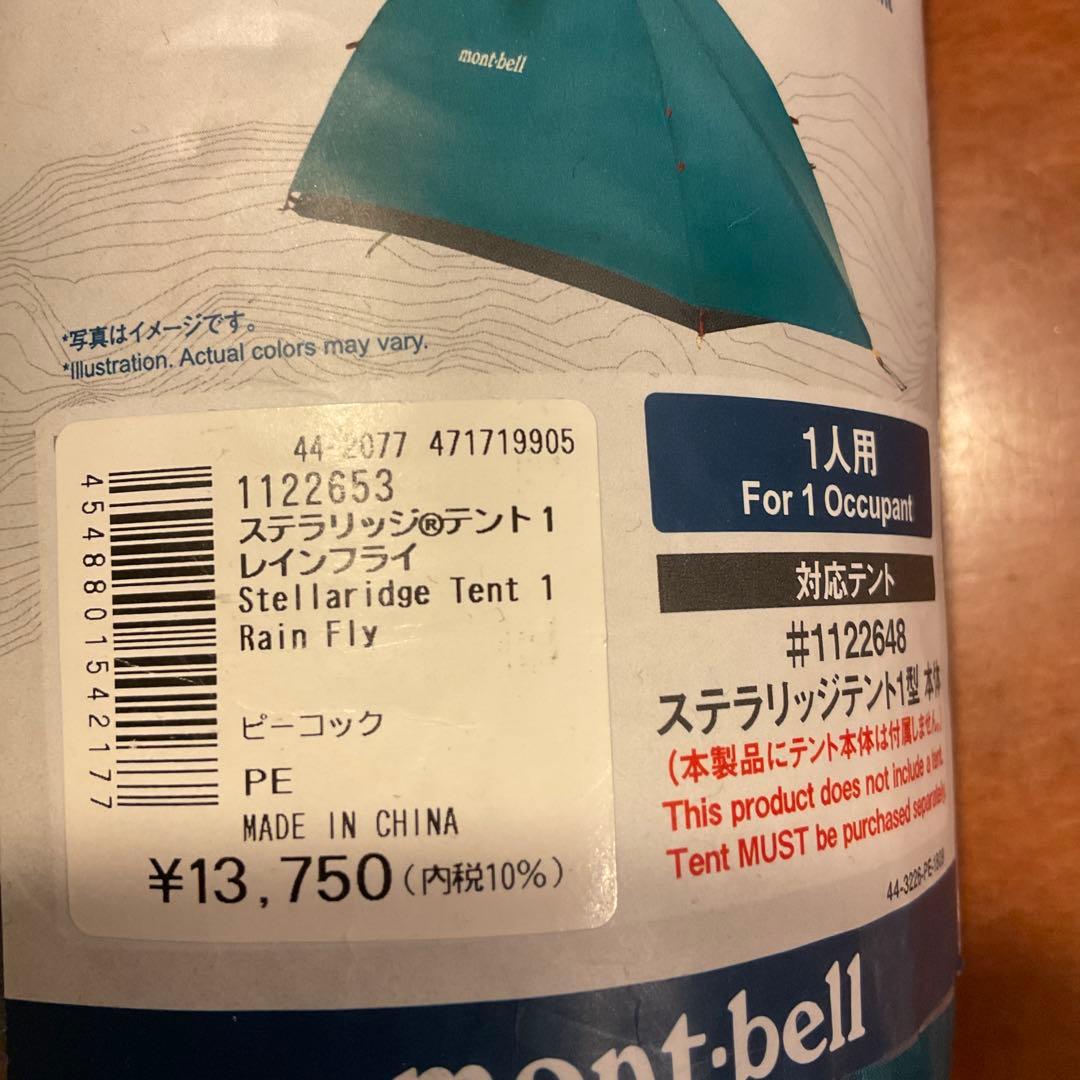 mont·bell
*写真はイメージです。
*Illustration. Actual colors may vary.
44-2077 471719905
1122653
ステラリッジ®テント1
レインフライ
Stellaridge Tent 1
Rain Fly
ピーコック
PE
MADE IN CHINA
¥13,750(内税10%)
4548801542177
1人用
For 1 Occupant
対応テント
#1122648
ステラリッジテント1型 本体
(本製品にテント本体は付属しません。)
This product does not include a tent.
Tent MUST be purchased separately.
44-3226-PE-1808
mont·bell